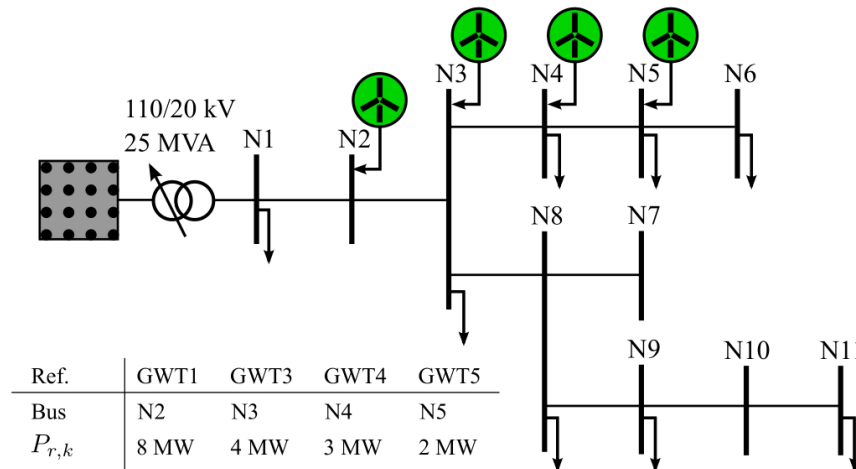 N3 N4 N5 N6
110/20 kV
25 MVA
N1 N2
N8 N7
N9 N10 N11
Ref. GWT1 GWT3 GWT4 GWT5
Bus N2 N3 N4 N5
P_{r,k} 8 MW 4 MW 3 MW 2 MW